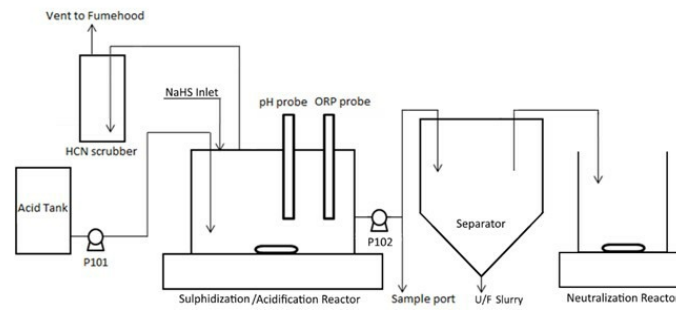 Vent to Fumehood
NaHS Inlet
pH probe
ORP probe
HCN scrubber
Acid Tank
Separator
P101
P102
Sulphidization /Acidification Reactor
Sample port
U/F Slurry
Neutralization Reactor